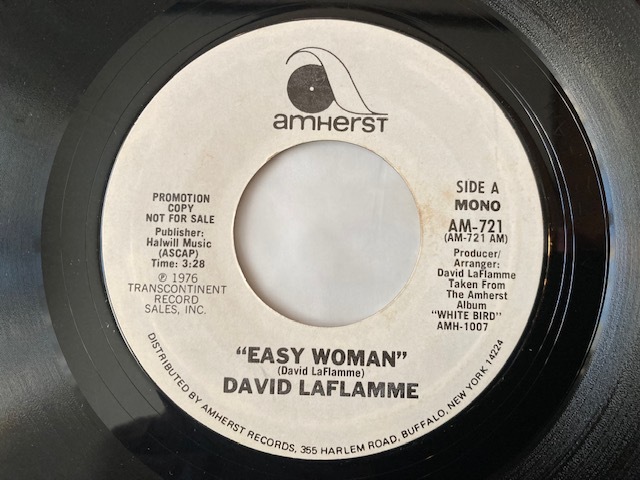 amHerST
PROMOTION
COPY
NOT FOR SALE
Publisher:
Halwill Music
(ASCAP)
Time: 3:28
℗ 1976
TRANSCONTINENT
RECORD
SALES, INC.
SIDE A
MONO
AM-721
(AM-721 AM)
Producer/
Arranger:
David LaFlamme
Taken From
The Amherst
Album
"WHITE BIRD"
AMH-1007
"EASY WOMAN"
(David LaFlamme)
DAVID LAFLAMME
DISTRIBUTED BY AMHERST RECORDS, 355 HARLEM ROAD, BUFFALO, NEW YORK 14224